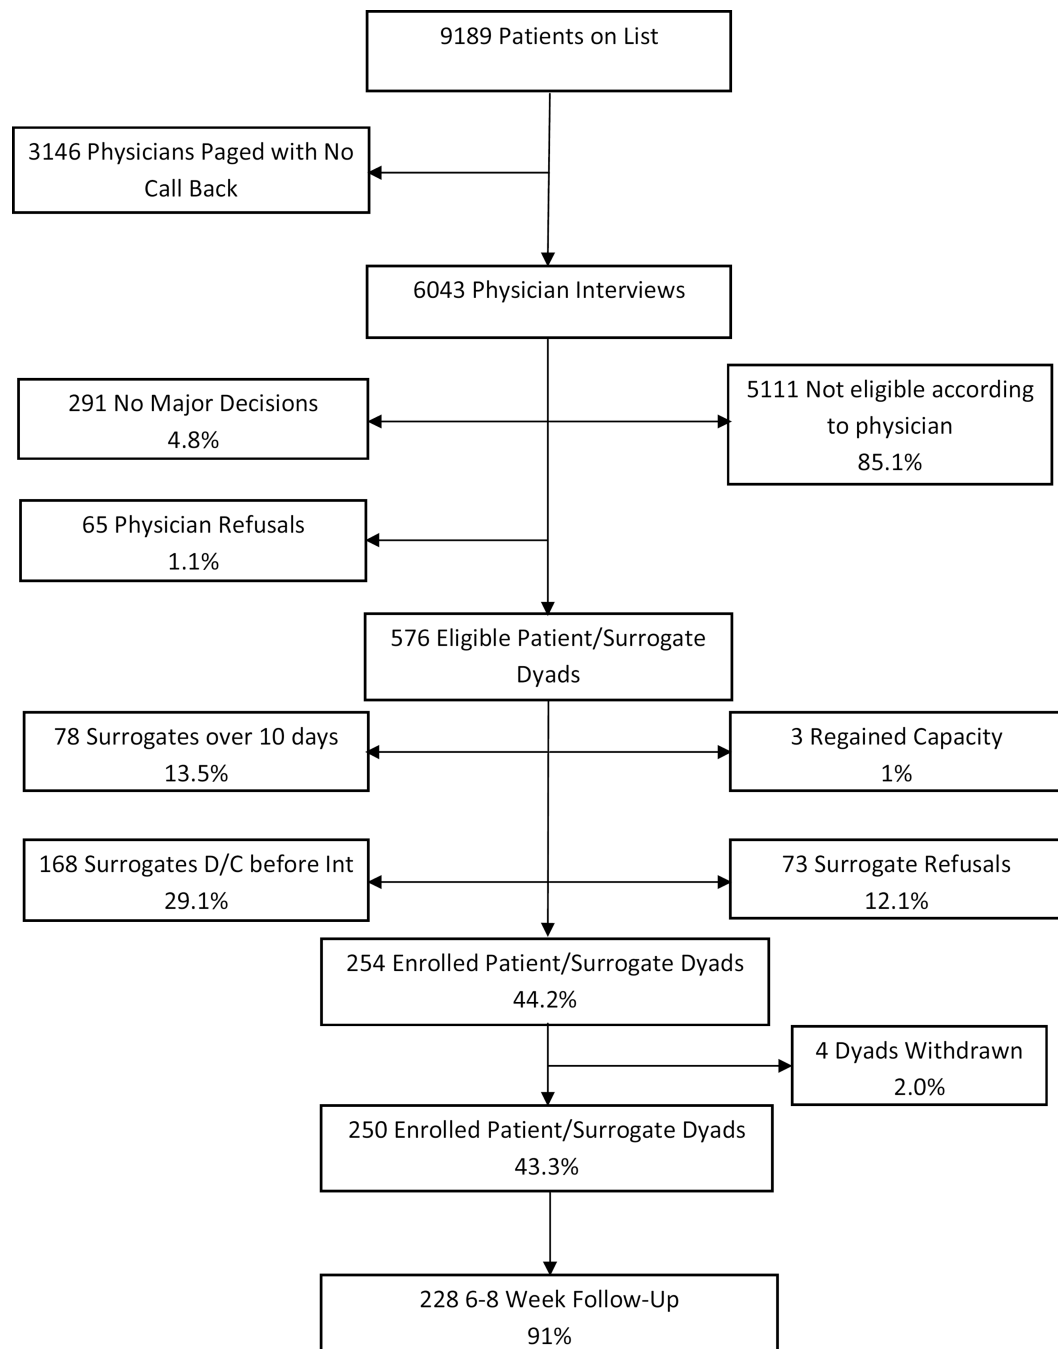 9189 Patients on List
3146 Physicians Paged with No
Call Back
6043 Physician Interviews
291 No Major Decisions
4.8%
5111 Not eligible according
to physician
85.1%
65 Physician Refusals
1.1%
576 Eligible Patient/Surrogate
Dyads
78 Surrogates over 10 days
13.5%
3 Regained Capacity
1%
168 Surrogates D/C before Int
29.1%
73 Surrogate Refusals
12.1%
254 Enrolled Patient/Surrogate Dyads
44.2%
4 Dyads Withdrawn
2.0%
250 Enrolled Patient/Surrogate Dyads
43.3%
228 6-8 Week Follow-Up
91%